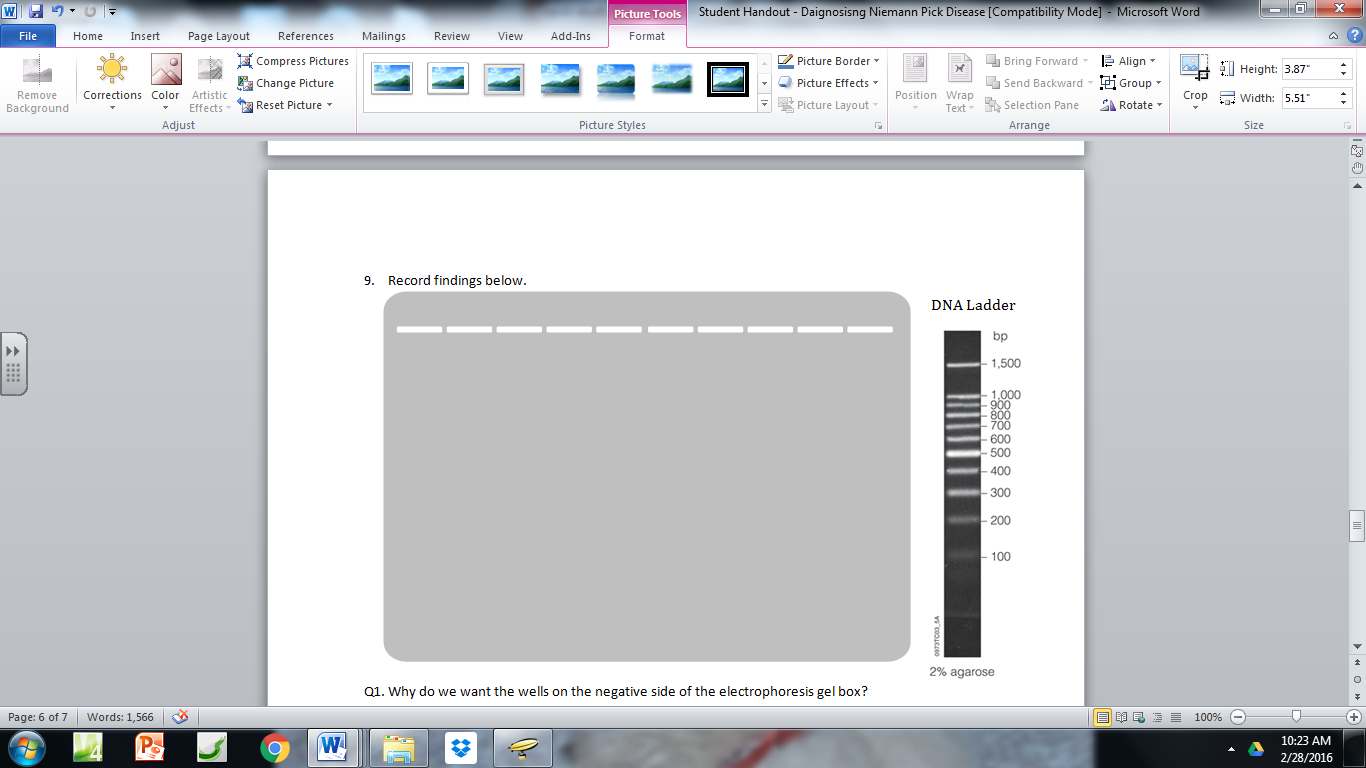 Picture Tools
Student Handout - Daignosisng Niemann Pick Disease [Compatibility Mode] - Microsoft Word
File Home Insert Page Layout References Mailings Review View Add-Ins Format
Remove Background
Corrections
Color
Artistic Effects
Compress Pictures
Change Picture
Reset Picture
Adjust
Picture Styles
Picture Border
Picture Effects
Picture Layout
Position
Wrap Text
Bring Forward
Send Backward
Selection Pane
Align
Group
Rotate
Arrange
Crop
Height: 3.87"
Width: 5.51"
Size
9. Record findings below.
DNA Ladder
bp
1,500
1,000
900
800
700
600
500
400
300
200
100
0973TC03_5A
2% agarose
Q1. Why do we want the wells on the negative side of the electrophoresis gel box?
Page: 6 of 7 Words: 1,566
100%
10:23 AM
2/28/2016